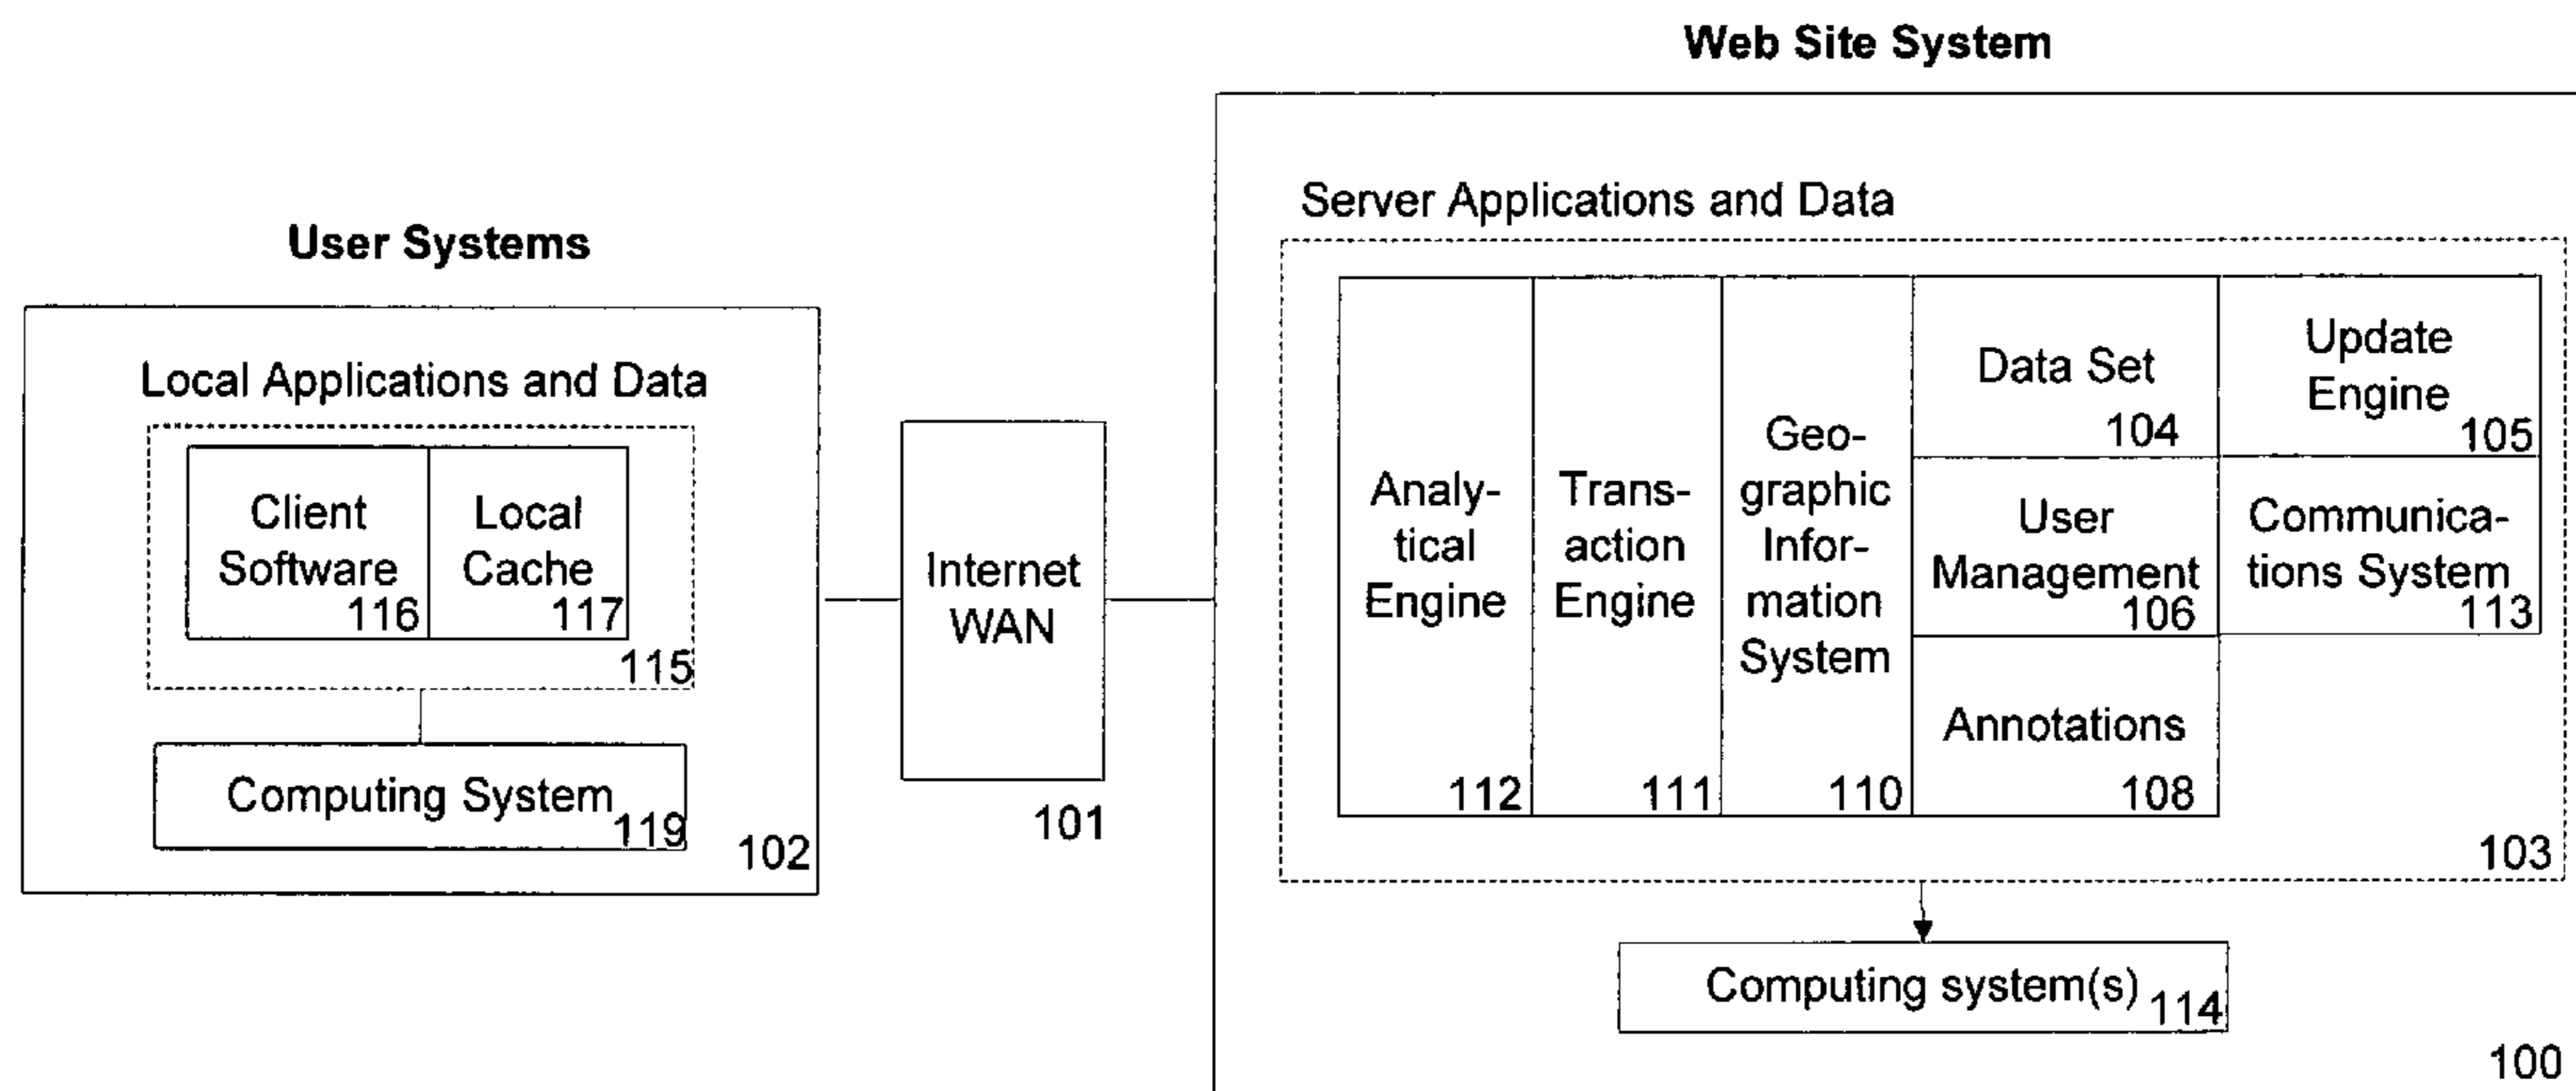 Web Site System
Server Applications and Data
User Systems
Local Applications and Data
Client
Software
116
Local
Cache
117
115
Computing System
119
102
Internet
WAN
101
Analy-
tical
Engine
112
Trans-
action
Engine
111
Geo-
graphic
Infor-
mation
System
110
Data Set
104
Update
Engine
105
User
Management
106
Communica-
tions System
113
Annotations
108
103
Computing system(s)
114
100